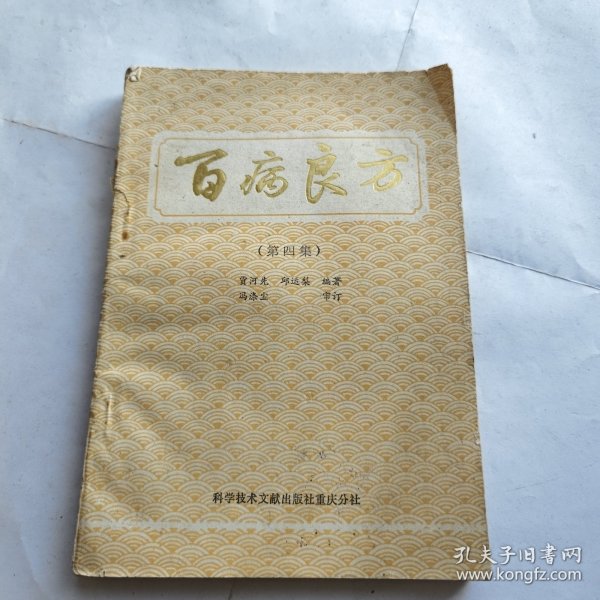 百病良方
（第四集）
贾河先 邱运梨 编著
冯涤尘 审订
科学技术文献出版社重庆分社
孔夫子旧書网
www.kongfz.com